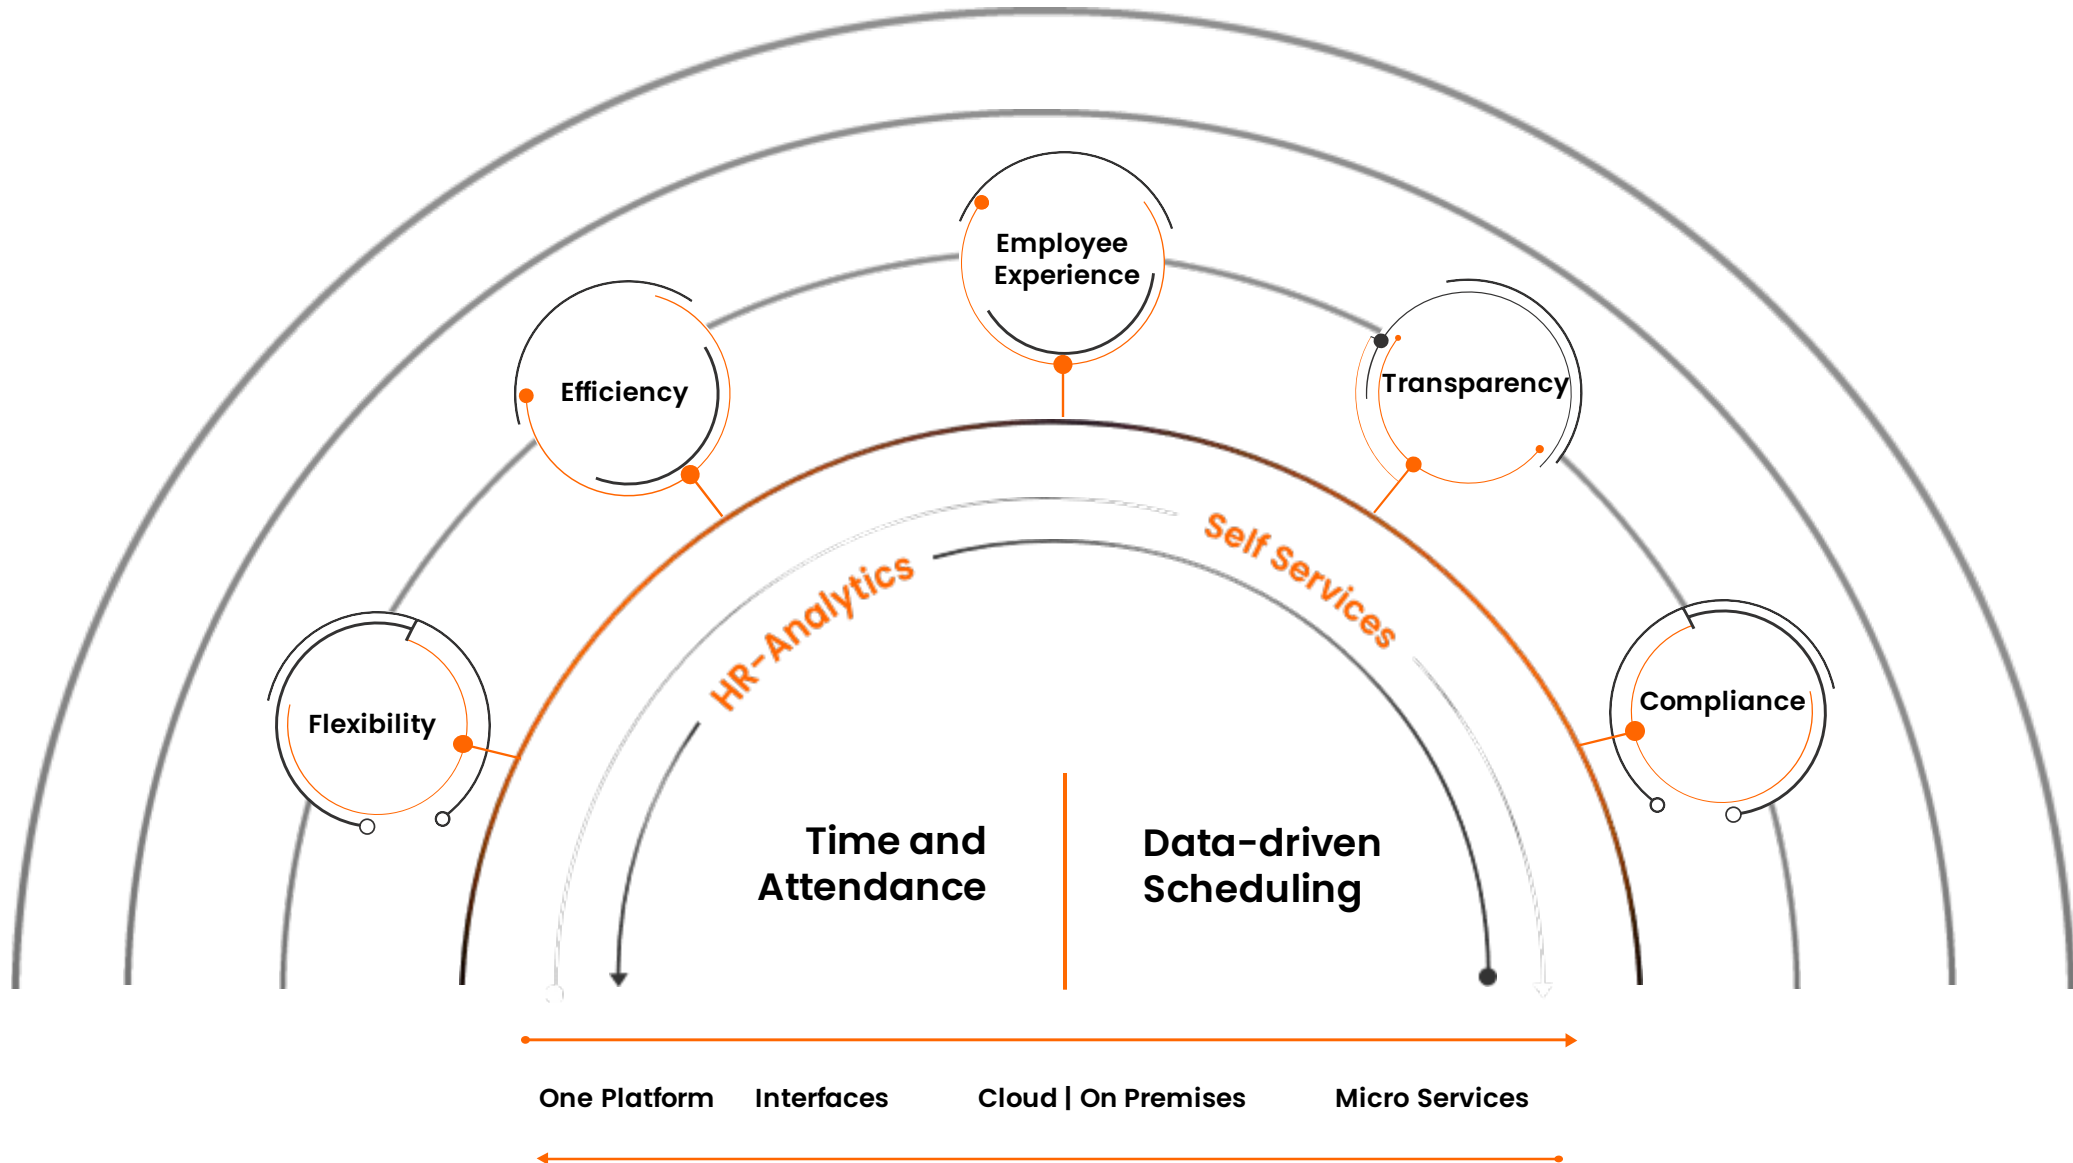 Employee
Experience
Efficiency
Transparency
Self Services
HR-Analytics
Flexibility
Compliance
Time and
Attendance
Data-driven
Scheduling
One Platform
Interfaces
Cloud | On Premises
Micro Services